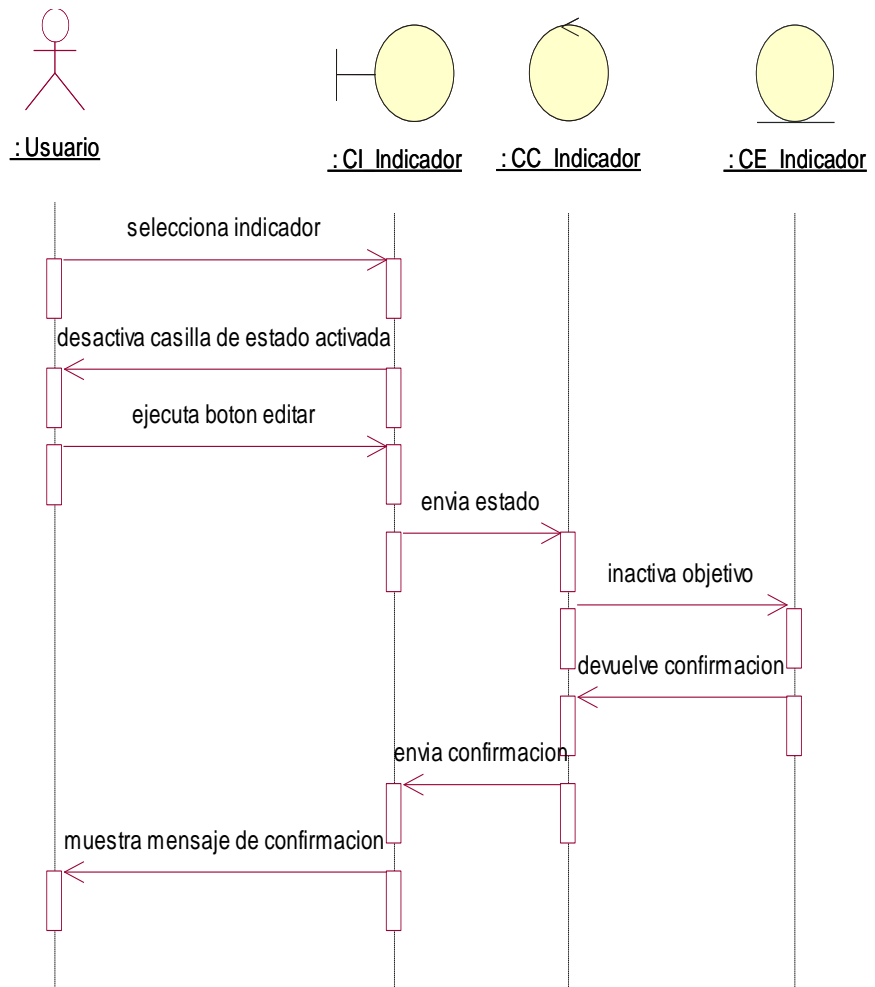 : Usuario
: CI_Indicador
: CC_Indicador
: CE_Indicador
selecciona indicador
desactiva casilla de estado activada
ejecuta boton editar
envia estado
inactiva objetivo
devuelve confirmacion
envia confirmacion
muestra mensaje de confirmacion